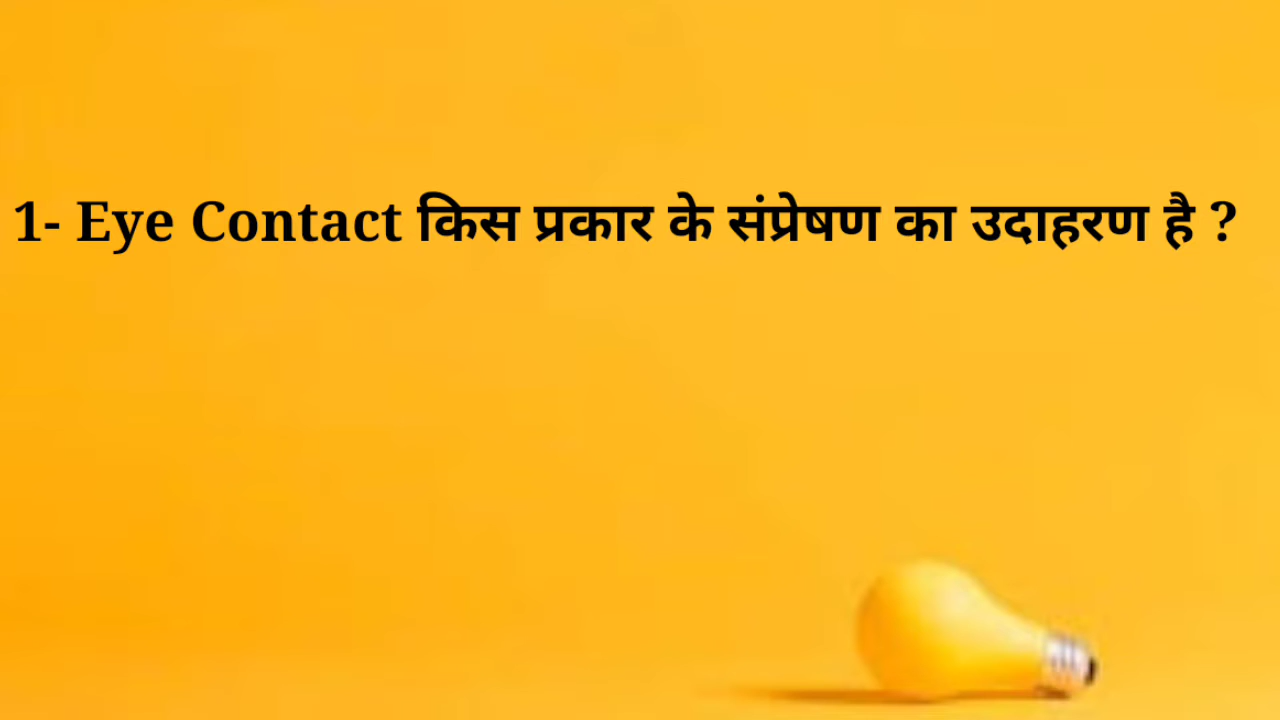 1- Eye Contact किस प्रकार के संप्रेषण का उदाहरण है ?